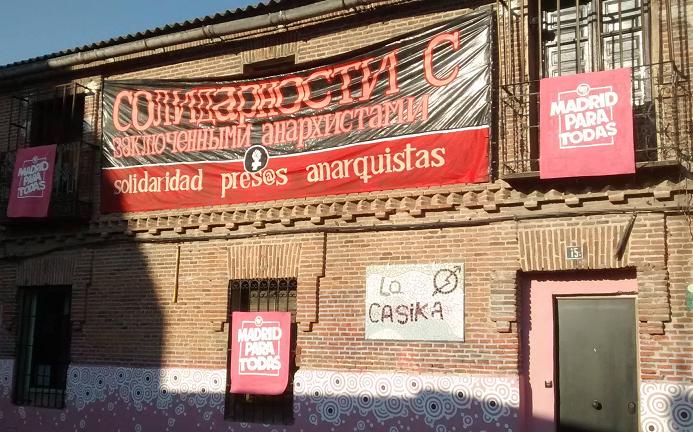 солидарности С
заключенными анархистами
solidaridad pres@s anarquistas
MADRID
PARA
TODAS
MADRID
PARA
TODAS
MADRID
PARA
TODAS
La
CASIKA
15